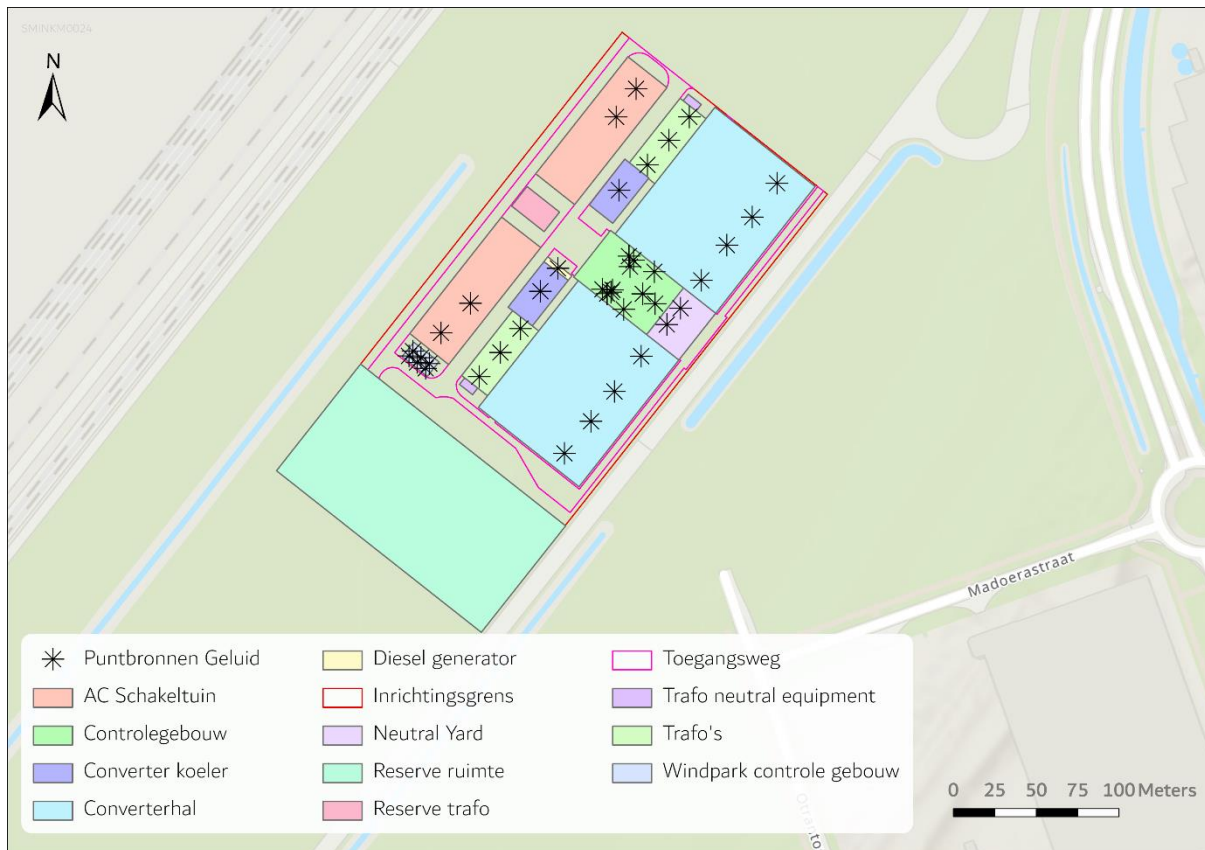 SMINKM0024
N
Madoerastraat
Otranto
Puntbronnen Geluid
AC Schakeltuin
Controlegebouw
Converter koeler
Converterhal
Diesel generator
Inrichtingsgrens
Neutral Yard
Reserve ruimte
Reserve trafo
Toegangsweg
Trafo neutral equipment
Trafo's
Windpark controle gebouw
0 25 50 75 100 Meters